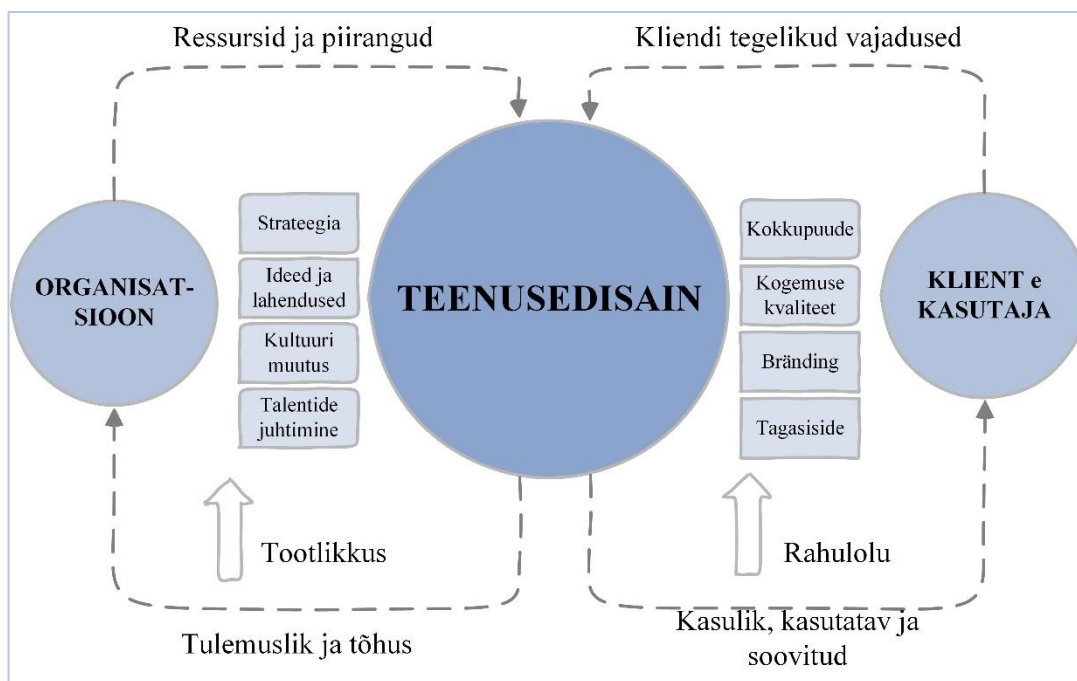 Ressursid ja piirangud
Kliendi tegelikud vajadused
ORGANISAT-
SIOON
Strateegia
Ideed ja
lahendused
Kultuuri
muutus
Talentide
juhtimine
TEENUSEDISAIN
Kokkupuude
Kogemuse
kvaliteet
Bränding
Tagasiside
KLIENT e
KASUTAJA
Tootlikkus
Rahulolu
Tulemuslik ja tõhus
Kasulik, kasutatav ja
soovitud